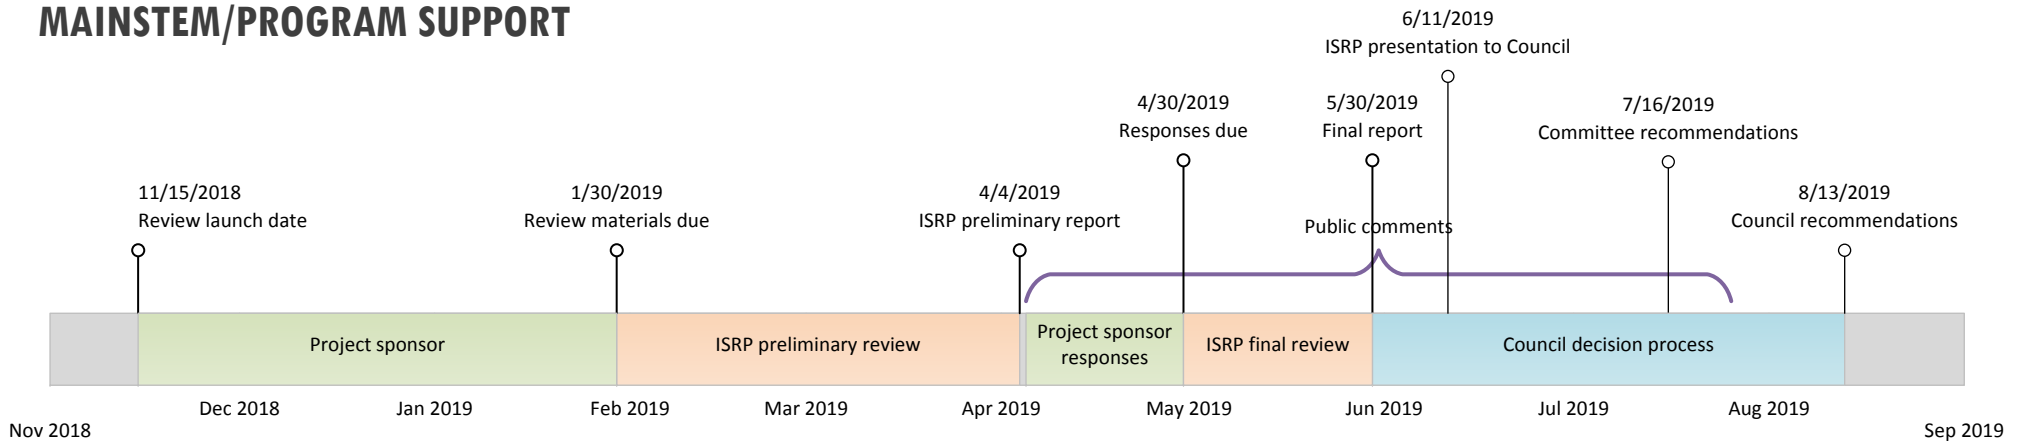 MAINSTEM/PROGRAM SUPPORT
6/11/2019
ISRP presentation to Council
4/30/2019
Responses due
5/30/2019
Final report
7/16/2019
Committee recommendations
11/15/2018
Review launch date
1/30/2019
Review materials due
4/4/2019
ISRP preliminary report
Public comments
8/13/2019
Council recommendations
Project sponsor
ISRP preliminary review
Project sponsor
responses
ISRP final review
Council decision process
Nov 2018
Dec 2018
Jan 2019
Feb 2019
Mar 2019
Apr 2019
May 2019
Jun 2019
Jul 2019
Aug 2019
Sep 2019